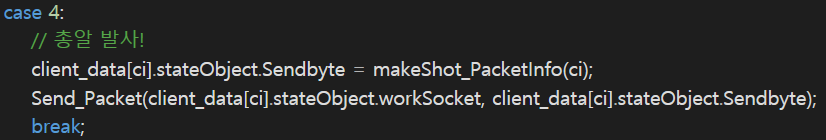 case 4:
// 총알 발사!
client_data[ci].stateObject.Sendbyte = makeShot_PacketInfo(ci);
Send_Packet(client_data[ci].stateObject.workSocket, client_data[ci].stateObject.Sendbyte);
break;